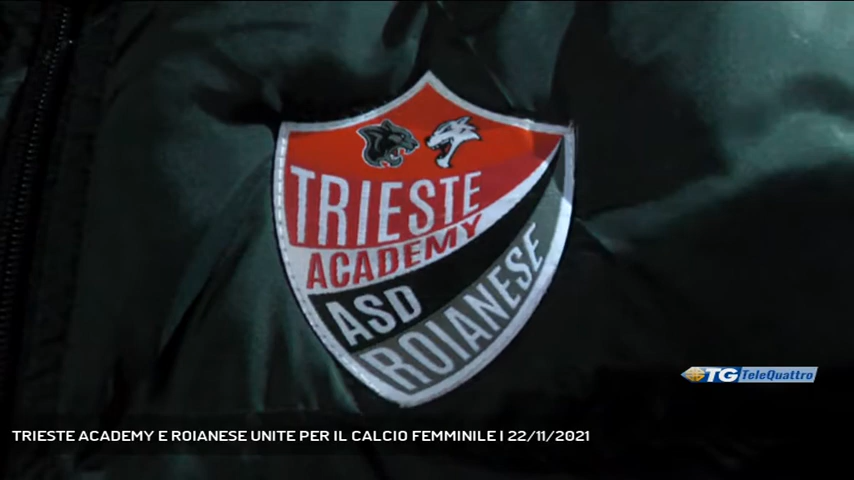 TRIESTE
ACADEMY
ASD
ROIANESE
TG TeleQuattro
TRIESTE ACADEMY E ROIANESE UNITE PER IL CALCIO FEMMINILE | 22/11/2021